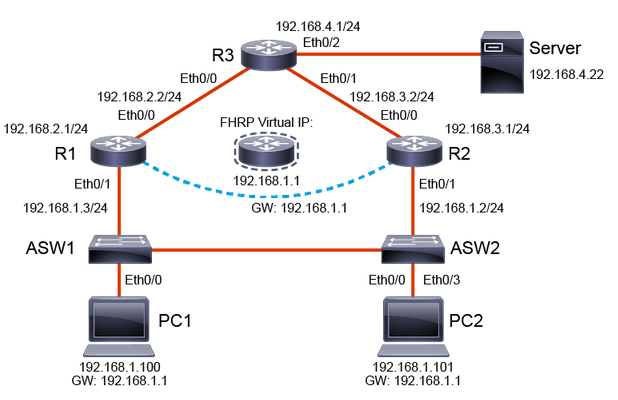 192.168.4.1/24
Eth0/2
R3
Server
192.168.4.22
Eth0/0
Eth0/1
192.168.2.2/24
192.168.3.2/24
Eth0/0
Eth0/0
FHRP Virtual IP:
192.168.2.1/24
192.168.3.1/24
R1
R2
192.168.1.1
Eth0/1
Eth0/1
192.168.1.3/24
GW: 192.168.1.1
192.168.1.2/24
ASW1
ASW2
Eth0/0
Eth0/0
Eth0/3
PC1
PC2
192.168.1.100
GW: 192.168.1.1
192.168.1.101
GW: 192.168.1.1